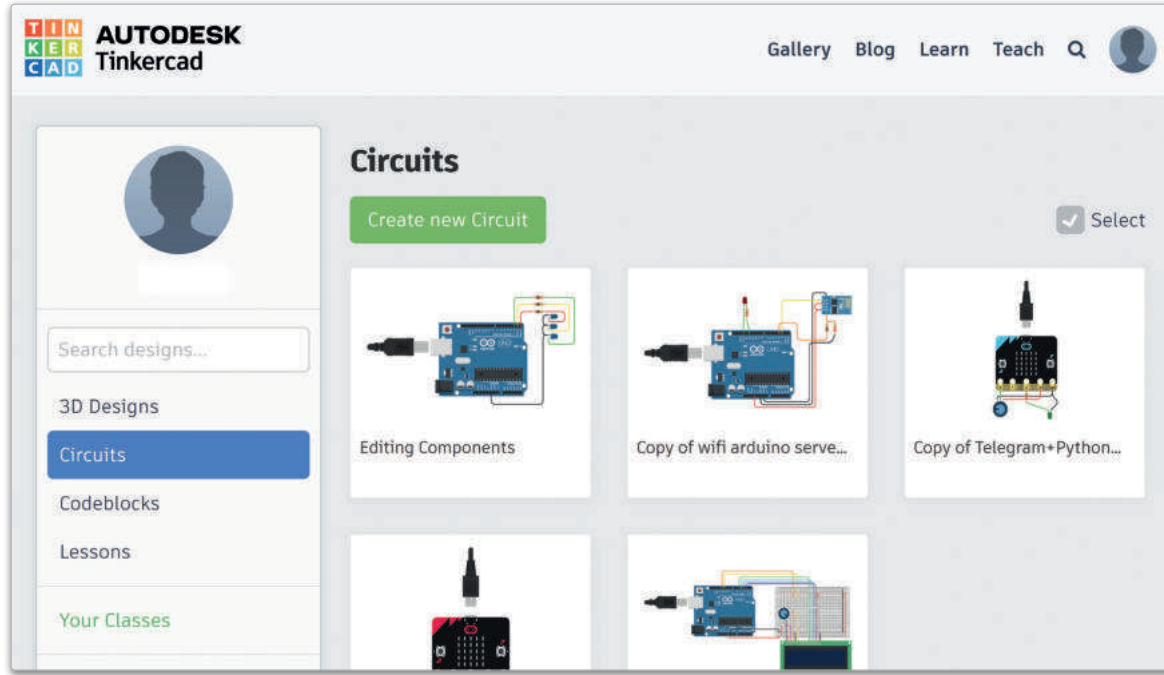 TIN
KER
CAD
AUTODESK
Tinkercad
Gallery Blog Learn Teach
Search designs...
3D Designs
Circuits
Codeblocks
Lessons
Your Classes
Circuits
Create new Circuit
Select
Editing Components
Copy of wifi arduino serve...
Copy of Telegram+Python...